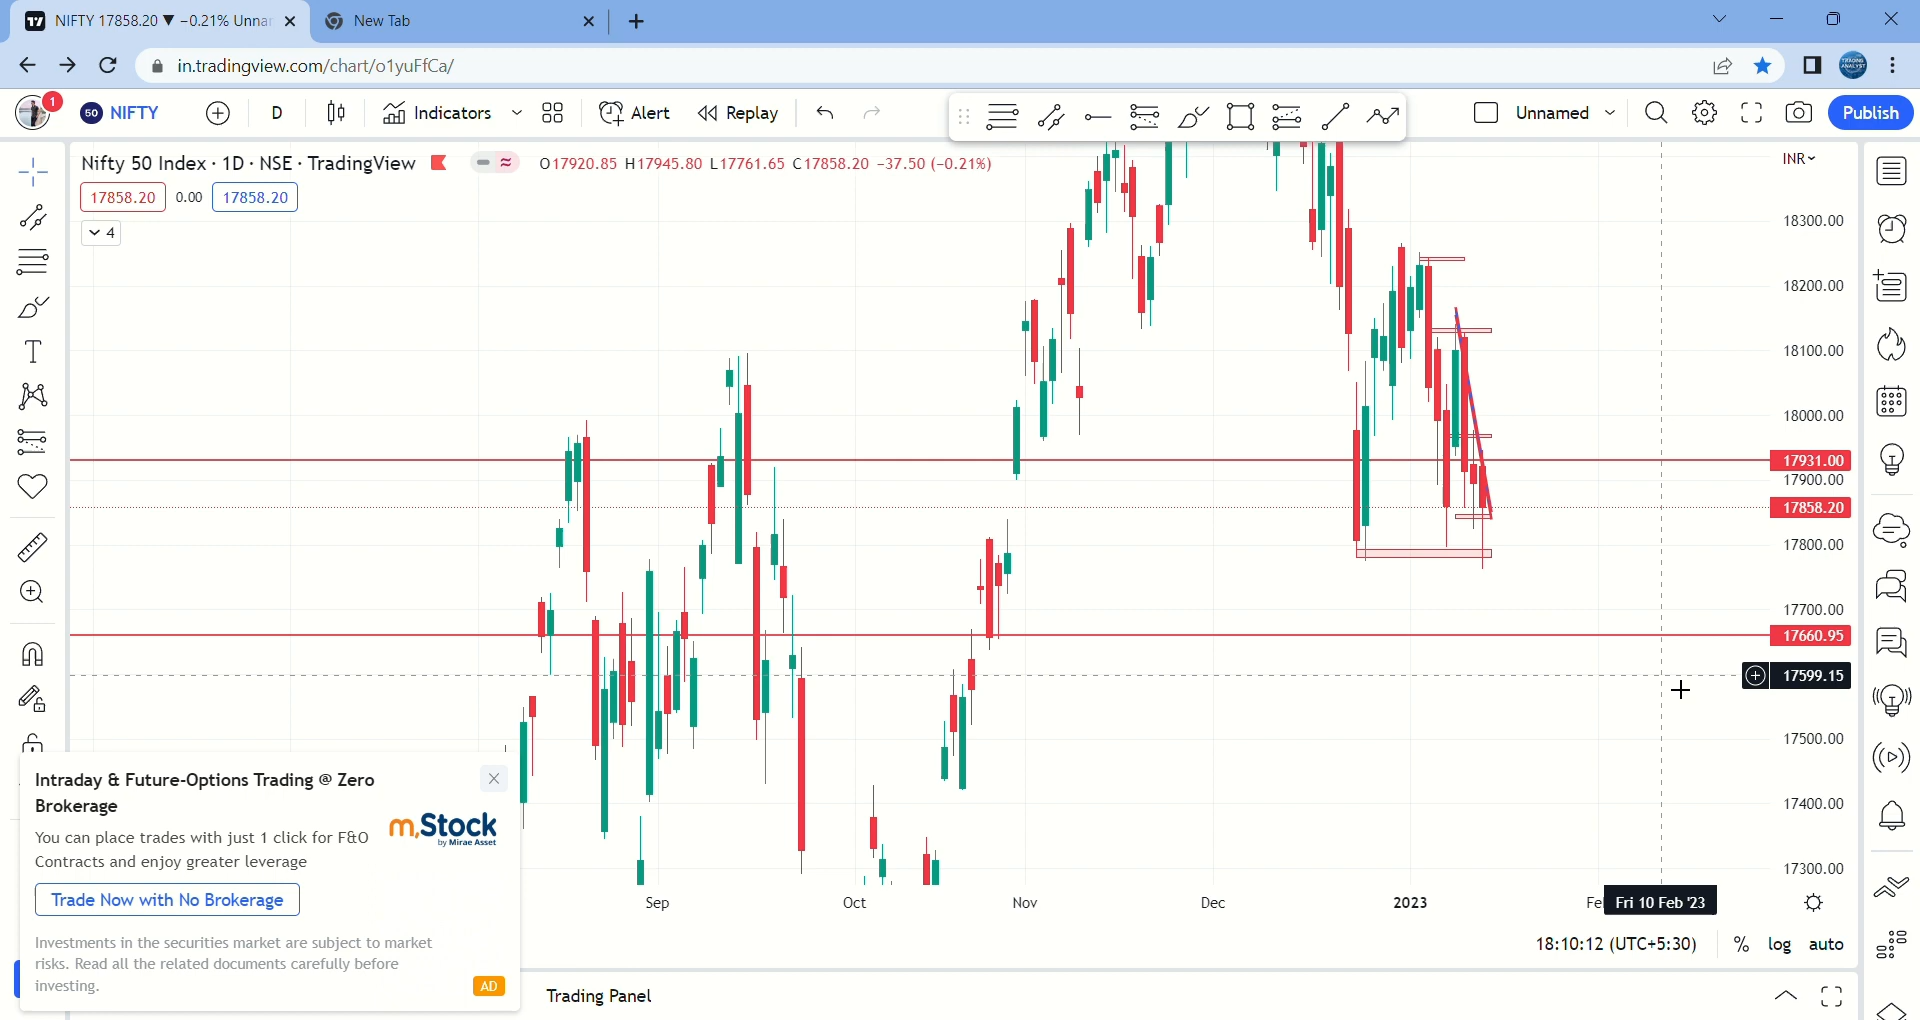 NIFTY 17858.20 ▼ −0.21% Unna
New Tab
in.tradingview.com/chart/o1yuFfCa/
1
50 NIFTY
D
Indicators
Alert
Replay
Unnamed
Publish
Nifty 50 Index · 1D · NSE · TradingView
O17920.85 H17945.80 L17761.65 C17858.20 −37.50 (−0.21%)
INR
17858.20 0.00 17858.20
4
18300.00
18200.00
18100.00
18000.00
17931.00
17900.00
17858.20
17800.00
17700.00
17660.95
17599.15
17500.00
17400.00
17300.00
Sep
Oct
Nov
Dec
2023
Fe
Fri 10 Feb '23
18:10:12 (UTC+5:30)
%
log
auto
Trading Panel
Intraday & Future-Options Trading @ Zero
Brokerage
You can place trades with just 1 click for F&O
Contracts and enjoy greater leverage
m.Stock
by Mirae Asset
Trade Now with No Brokerage
Investments in the securities market are subject to market
risks. Read all the related documents carefully before
investing.
AD